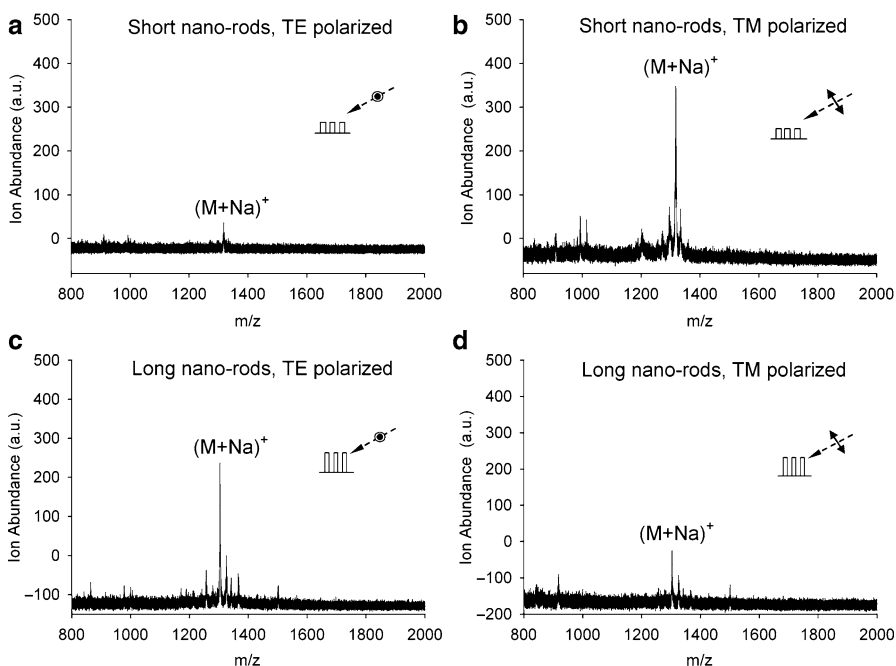 a
Short nano-rods, TE polarized
(M+Na)⁺
Ion Abundance (a.u.)
500
400
300
200
100
0
800 1000 1200 1400 1600 1800 2000
m/z
b
Short nano-rods, TM polarized
(M+Na)⁺
Ion Abundance (a.u.)
500
400
300
200
100
0
800 1000 1200 1400 1600 1800 2000
m/z
c
Long nano-rods, TE polarized
(M+Na)⁺
Ion Abundance (a.u.)
500
400
300
200
100
0
–100
800 1000 1200 1400 1600 1800 2000
m/z
d
Long nano-rods, TM polarized
(M+Na)⁺
Ion Abundance (a.u.)
500
400
300
200
100
0
–100
–200
800 1000 1200 1400 1600 1800 2000
m/z